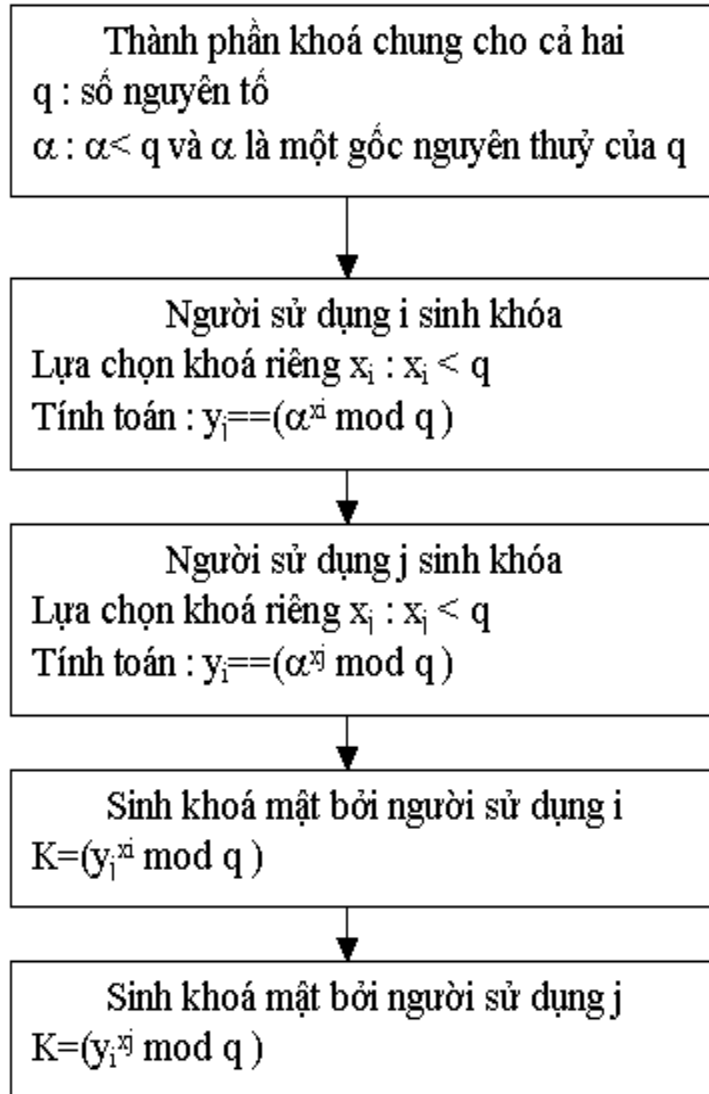 Thành phần khoá chung cho cả hai
q : số nguyên tố
α : α< q và α là một gốc nguyên thuỷ của q
Người sử dụng i sinh khóa
Lựa chọn khoá riêng xᵢ : xᵢ < q
Tính toán : yⱼ==(αˣⁱ mod q )
Người sử dụng j sinh khóa
Lựa chọn khoá riêng xⱼ : xⱼ < q
Tính toán : yᵢ==(αˣʲ mod q )
Sinh khoá mật bởi người sử dụng i
K=(yⱼˣⁱ mod q )
Sinh khoá mật bởi người sử dụng j
K=(yᵢˣʲ mod q )